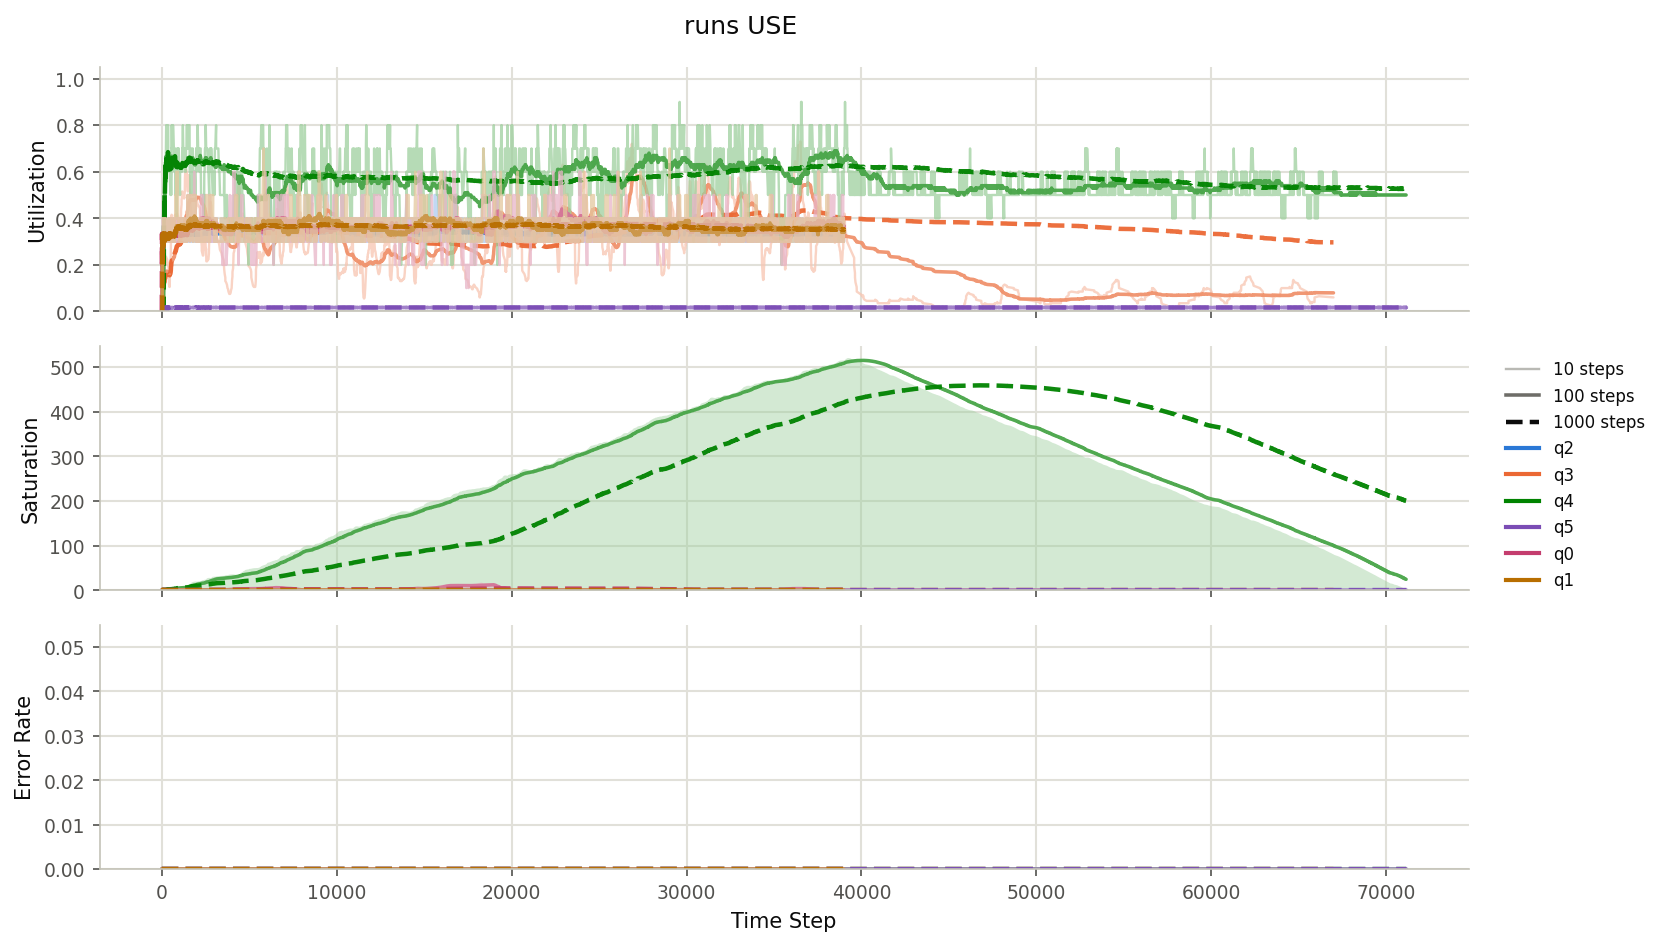 runs USE
1.0
0.8
0.6
0.4
0.2
0.0
Utilization
500
400
300
200
100
0
Saturation
10 steps
100 steps
1000 steps
q2
q3
q4
q5
q0
q1
0.05
0.04
0.03
0.02
0.01
0.00
Error Rate
0 10000 20000 30000 40000 50000 60000 70000
Time Step